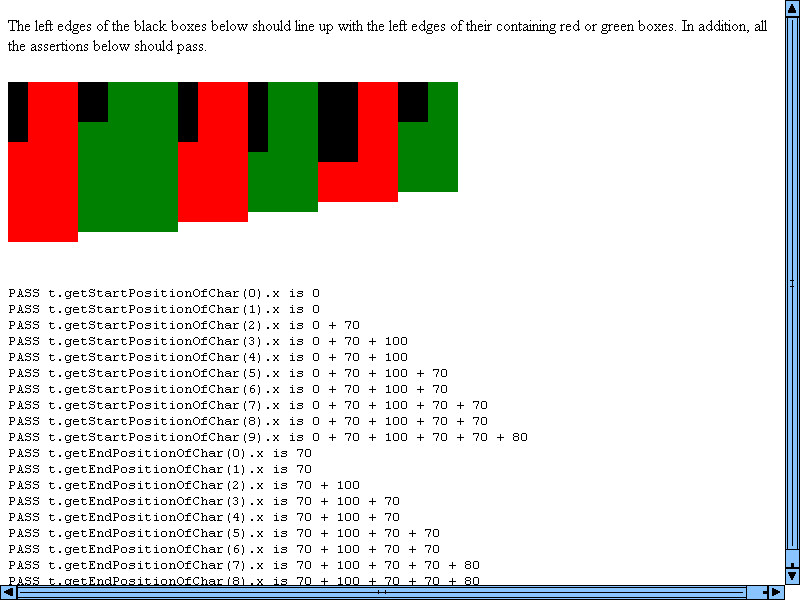 The left edges of the black boxes below should line up with the left edges of their containing red or green boxes. In addition, all
the assertions below should pass.
PASS t.getStartPositionOfChar(0).x is 0
PASS t.getStartPositionOfChar(1).x is 0
PASS t.getStartPositionOfChar(2).x is 0 + 70
PASS t.getStartPositionOfChar(3).x is 0 + 70 + 100
PASS t.getStartPositionOfChar(4).x is 0 + 70 + 100
PASS t.getStartPositionOfChar(5).x is 0 + 70 + 100 + 70
PASS t.getStartPositionOfChar(6).x is 0 + 70 + 100 + 70
PASS t.getStartPositionOfChar(7).x is 0 + 70 + 100 + 70 + 70
PASS t.getStartPositionOfChar(8).x is 0 + 70 + 100 + 70 + 70
PASS t.getStartPositionOfChar(9).x is 0 + 70 + 100 + 70 + 70 + 80
PASS t.getEndPositionOfChar(0).x is 70
PASS t.getEndPositionOfChar(1).x is 70
PASS t.getEndPositionOfChar(2).x is 70 + 100
PASS t.getEndPositionOfChar(3).x is 70 + 100 + 70
PASS t.getEndPositionOfChar(4).x is 70 + 100 + 70
PASS t.getEndPositionOfChar(5).x is 70 + 100 + 70 + 70
PASS t.getEndPositionOfChar(6).x is 70 + 100 + 70 + 70
PASS t.getEndPositionOfChar(7).x is 70 + 100 + 70 + 70 + 80
PASS t.getEndPositionOfChar(8).x is 70 + 100 + 70 + 70 + 80